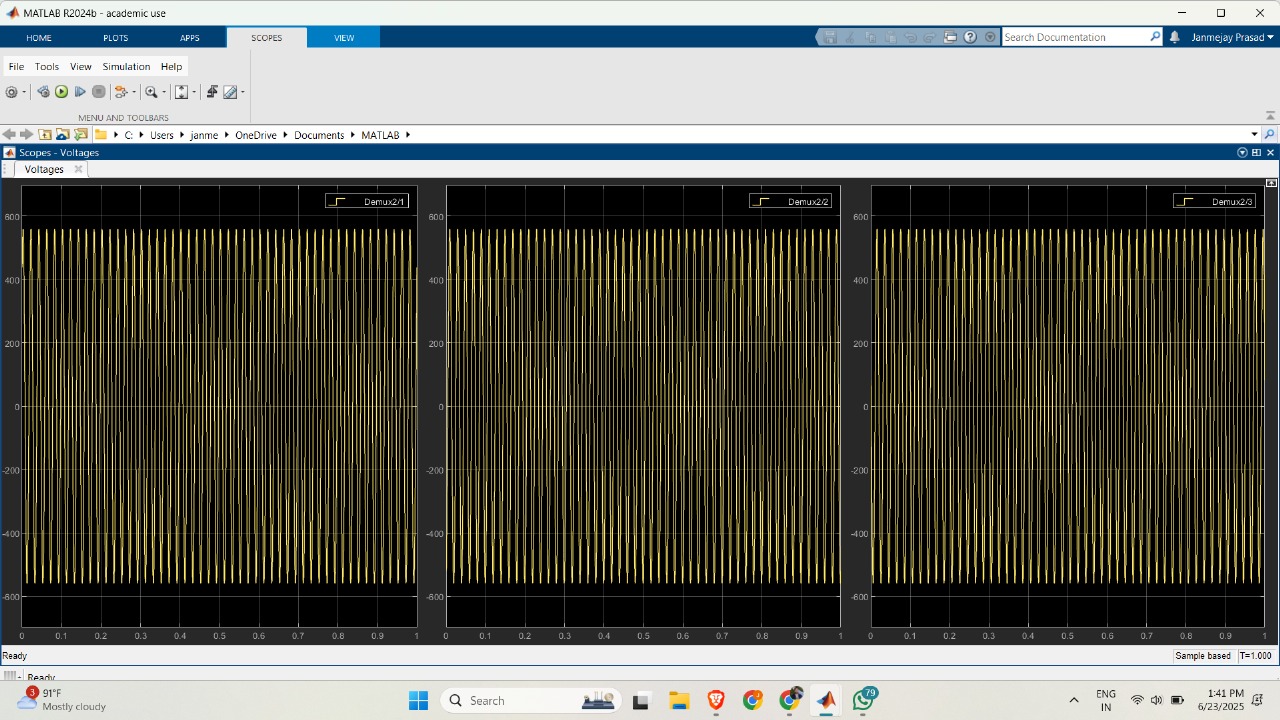 MATLAB R2024b - academic use
HOME PLOTS APPS SCOPES VIEW Search Documentation Janmejay Prasad
File Tools View Simulation Help
MENU AND TOOLBARS
C: Users janme OneDrive Documents MATLAB
Scopes - Voltages
Voltages
Demux2/1
600
400
200
0
-200
-400
-600
0 0.1 0.2 0.3 0.4 0.5 0.6 0.7 0.8 0.9 1
Demux2/2
600
400
200
0
-200
-400
-600
0 0.1 0.2 0.3 0.4 0.5 0.6 0.7 0.8 0.9 1
Demux2/3
600
400
200
0
-200
-400
-600
0 0.1 0.2 0.3 0.4 0.5 0.6 0.7 0.8 0.9 1
Ready Sample based T=1.000
Ready
3 91°F
Mostly cloudy
Search
79
ENG
IN
1:41 PM
6/23/2025